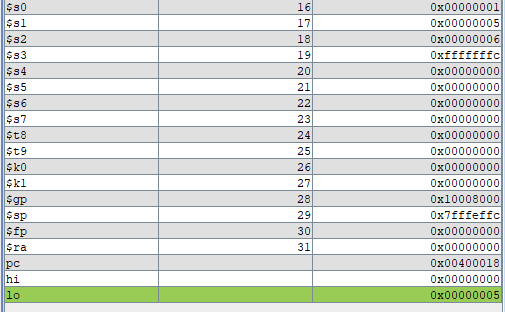 $s0 16 0x00000001
$s1 17 0x00000005
$s2 18 0x00000006
$s3 19 0xfffffffc
$s4 20 0x00000000
$s5 21 0x00000000
$s6 22 0x00000000
$s7 23 0x00000000
$t8 24 0x00000000
$t9 25 0x00000000
$k0 26 0x00000000
$k1 27 0x00000000
$gp 28 0x10008000
$sp 29 0x7fffeffc
$fp 30 0x00000000
$ra 31 0x00000000
pc 0x00400018
hi 0x00000000
lo 0x00000005